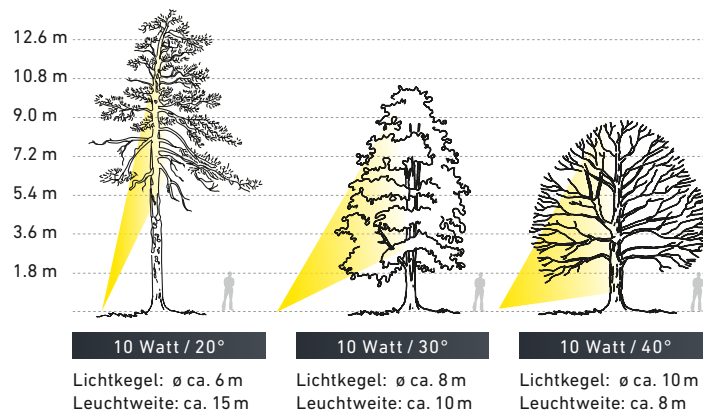 12.6 m
10.8 m
9.0 m
7.2 m
5.4 m
3.6 m
1.8 m
10 Watt / 20°
10 Watt / 30°
10 Watt / 40°
Lichtkegel: ø ca. 6 m
Leuchtweite: ca. 15 m
Lichtkegel: ø ca. 8 m
Leuchtweite: ca. 10 m
Lichtkegel: ø ca. 10 m
Leuchtweite: ca. 8 m